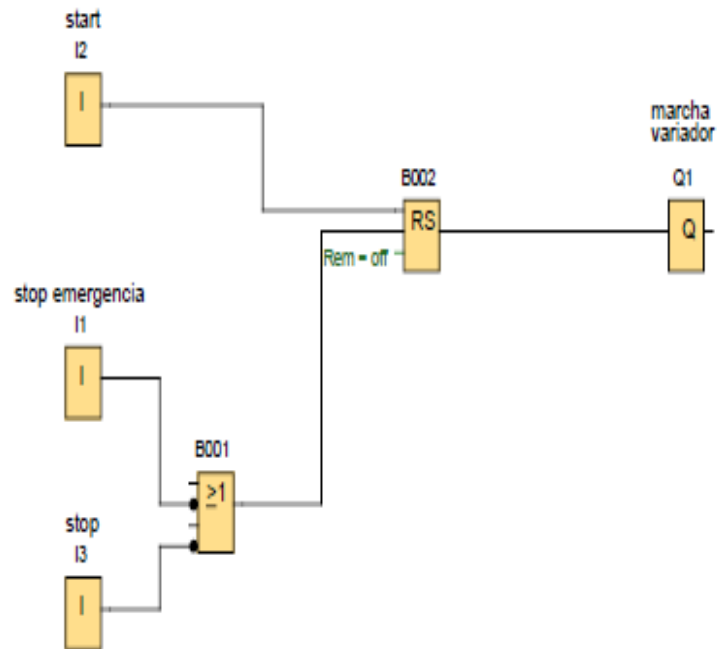 start
I2
I
marcha
variador
B002
Q1
RS
Q
Rem = off
stop emergencia
I1
I
B001
≥1
stop
I3
I